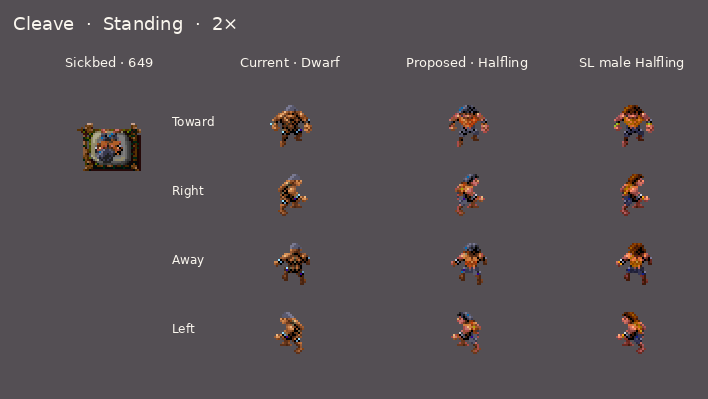 Cleave · Standing · 2×
Sickbed · 649
Current · Dwarf
Proposed · Halfling
SL male Halfling
Toward
Right
Away
Left